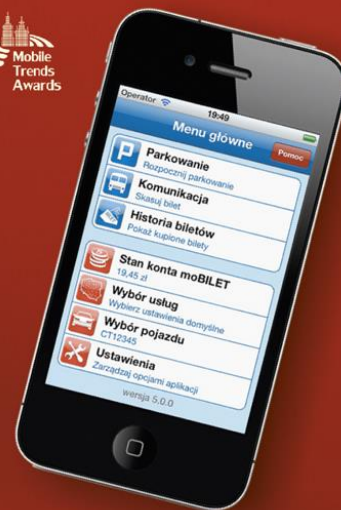 Mobile
Trends
Awards
Operator
19:49
Menu główne
Pomoc
Parkowanie
Rozpocznij parkowanie
Komunikacja
Skasuj bilet
Historia biletów
Pokaż kupione bilety
Stan konta moBILET
19,45 zł
Wybór usług
Wybierz ustawienia domyślne
Wybór pojazdu
CT12345
Ustawienia
Zarządzaj opcjami aplikacji
wersja 5.0.0